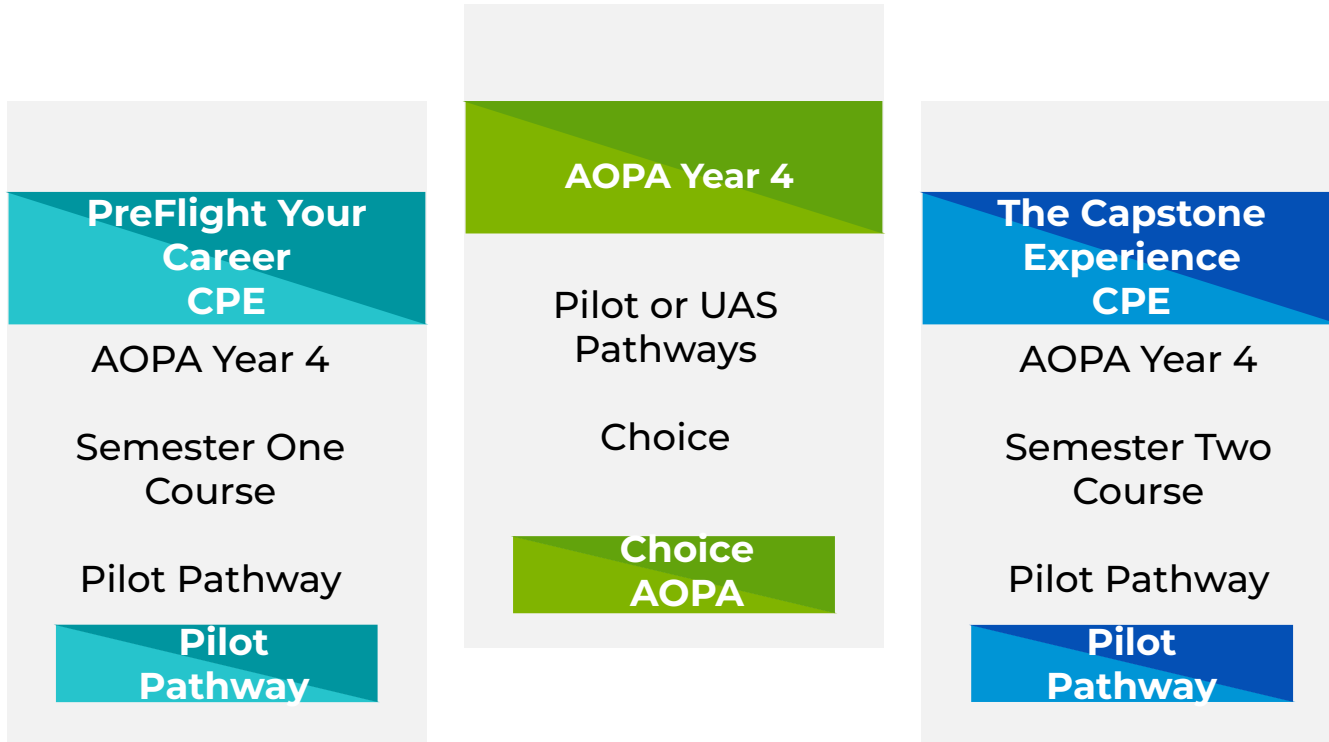 PreFlight Your
Career
CPE
AOPA Year 4
Semester One
Course
Pilot Pathway
Pilot
Pathway
AOPA Year 4
Pilot or UAS
Pathways
Choice
Choice
AOPA
The Capstone
Experience
CPE
AOPA Year 4
Semester Two
Course
Pilot Pathway
Pilot
Pathway